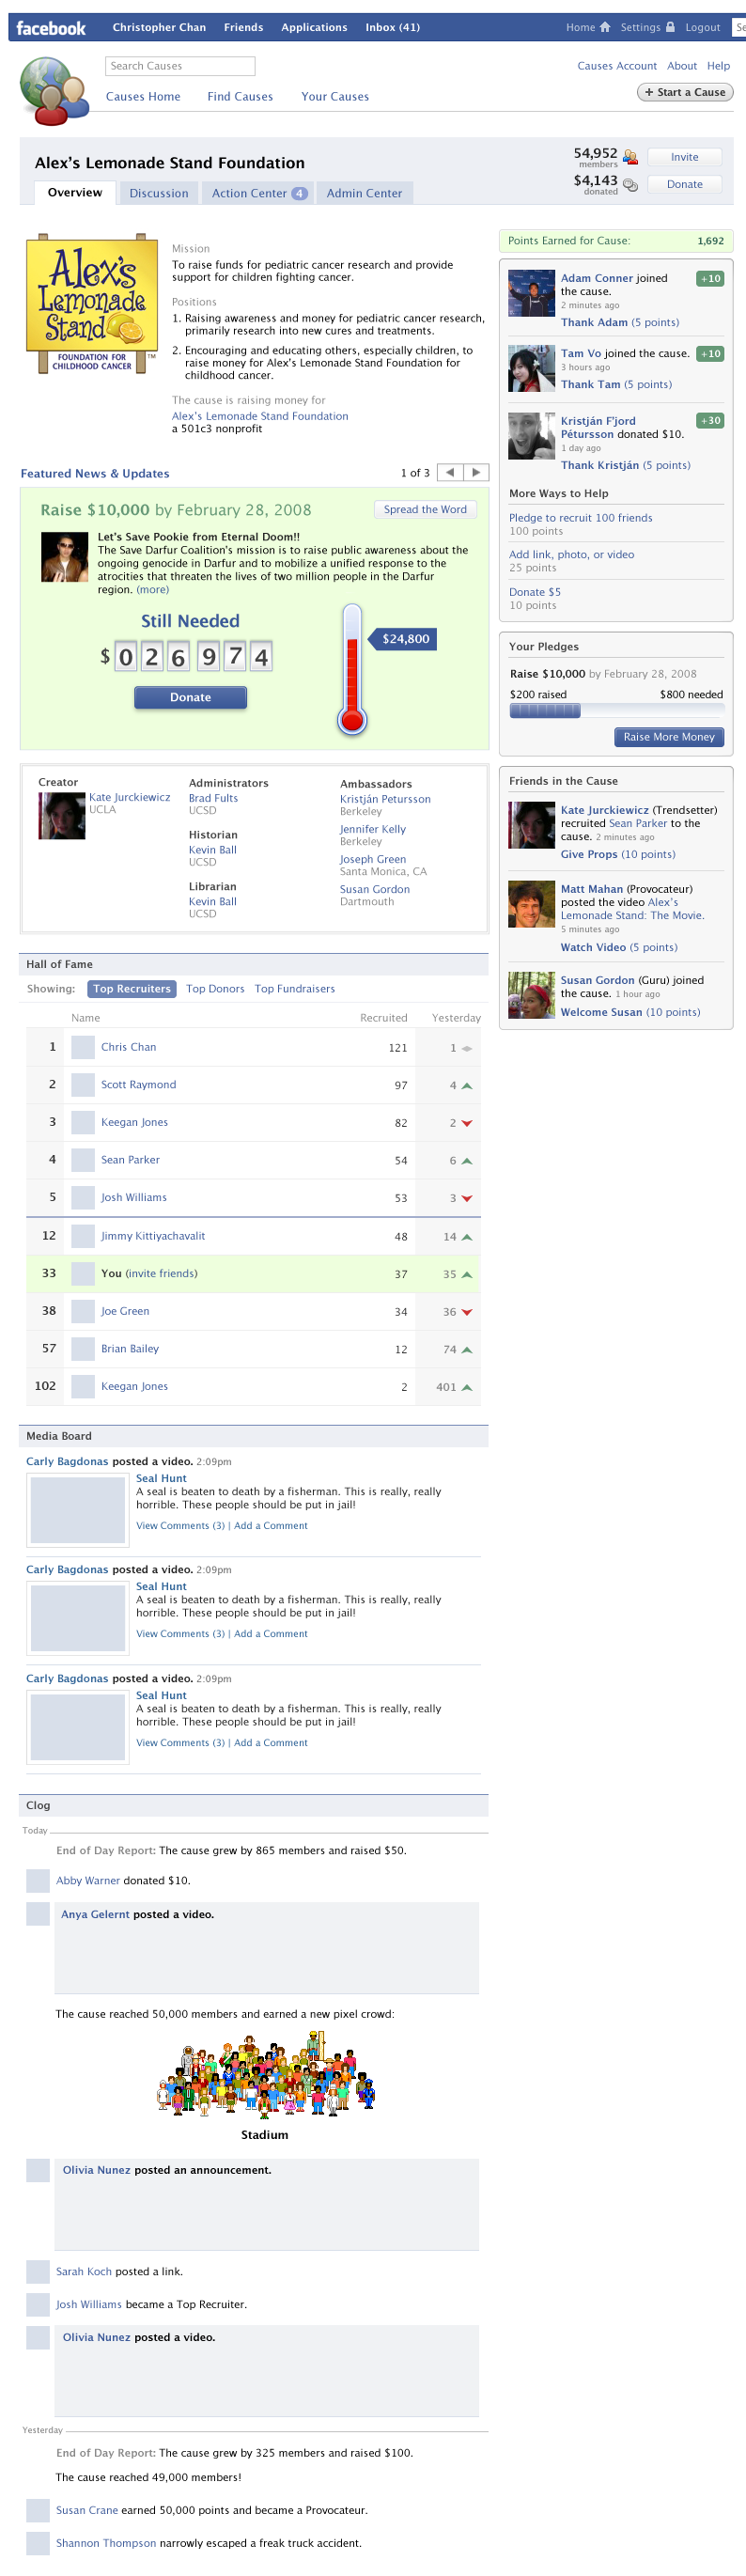 facebook Christopher Chan Friends Applications Inbox (41) Home Settings Logout Se
Search Causes
Causes Account About Help
Causes Home Find Causes Your Causes
+ Start a Cause
Alex's Lemonade Stand Foundation
54,952
members
Invite
$4,143
donated
Donate
Overview Discussion Action Center 4 Admin Center
Alex's
Lemonade
Stand
FOUNDATION FOR
CHILDHOOD CANCER
TM
Mission
To raise funds for pediatric cancer research and provide
support for children fighting cancer.
Positions
1. Raising awareness and money for pediatric cancer research,
primarily research into new cures and treatments.
2. Encouraging and educating others, especially children, to
raise money for Alex's Lemonade Stand Foundation for
childhood cancer.
The cause is raising money for
Alex's Lemonade Stand Foundation
a 501c3 nonprofit
Featured News & Updates
1 of 3
Raise $10,000 by February 28, 2008
Spread the Word
Let's Save Pookie from Eternal Doom!!
The Save Darfur Coalition's mission is to raise public awareness about the
ongoing genocide in Darfur and to mobilize a unified response to the
atrocities that threaten the lives of two million people in the Darfur
region. (more)
Still Needed
$ 0 2 6 9 7 4
Donate
$24,800
Creator
Kate Jurckiewicz
UCLA
Administrators
Brad Fults
UCSD
Historian
Kevin Ball
UCSD
Librarian
Kevin Ball
UCSD
Ambassadors
Kristján Petursson
Berkeley
Jennifer Kelly
Berkeley
Joseph Green
Santa Monica, CA
Susan Gordon
Dartmouth
Hall of Fame
Showing: Top Recruiters Top Donors Top Fundraisers
Name Recruited Yesterday
1 Chris Chan 121 1
2 Scott Raymond 97 4
3 Keegan Jones 82 2
4 Sean Parker 54 6
5 Josh Williams 53 3
12 Jimmy Kittiyachavalit 48 14
33 You (invite friends) 37 35
38 Joe Green 34 36
57 Brian Bailey 12 74
102 Keegan Jones 2 401
Media Board
Carly Bagdonas posted a video. 2:09pm
Seal Hunt
A seal is beaten to death by a fisherman. This is really, really
horrible. These people should be put in jail!
View Comments (3) | Add a Comment
Carly Bagdonas posted a video. 2:09pm
Seal Hunt
A seal is beaten to death by a fisherman. This is really, really
horrible. These people should be put in jail!
View Comments (3) | Add a Comment
Carly Bagdonas posted a video. 2:09pm
Seal Hunt
A seal is beaten to death by a fisherman. This is really, really
horrible. These people should be put in jail!
View Comments (3) | Add a Comment
Clog
Today
End of Day Report: The cause grew by 865 members and raised $50.
Abby Warner donated $10.
Anya Gelernt posted a video.
The cause reached 50,000 members and earned a new pixel crowd:
Stadium
Olivia Nunez posted an announcement.
Sarah Koch posted a link.
Josh Williams became a Top Recruiter.
Olivia Nunez posted a video.
Yesterday
End of Day Report: The cause grew by 325 members and raised $100.
The cause reached 49,000 members!
Susan Crane earned 50,000 points and became a Provocateur.
Shannon Thompson narrowly escaped a freak truck accident.
Points Earned for Cause: 1,692
Adam Conner joined
the cause.
+10
2 minutes ago
Thank Adam (5 points)
Tam Vo joined the cause.
+10
3 hours ago
Thank Tam (5 points)
Kristján F'jord
Pétursson donated $10.
+30
1 day ago
Thank Kristján (5 points)
More Ways to Help
Pledge to recruit 100 friends
100 points
Add link, photo, or video
25 points
Donate $5
10 points
Your Pledges
Raise $10,000 by February 28, 2008
$200 raised $800 needed
Raise More Money
Friends in the Cause
Kate Jurckiewicz (Trendsetter)
recruited Sean Parker to the
cause. 2 minutes ago
Give Props (10 points)
Matt Mahan (Provocateur)
posted the video Alex's
Lemonade Stand: The Movie.
5 minutes ago
Watch Video (5 points)
Susan Gordon (Guru) joined
the cause. 1 hour ago
Welcome Susan (10 points)